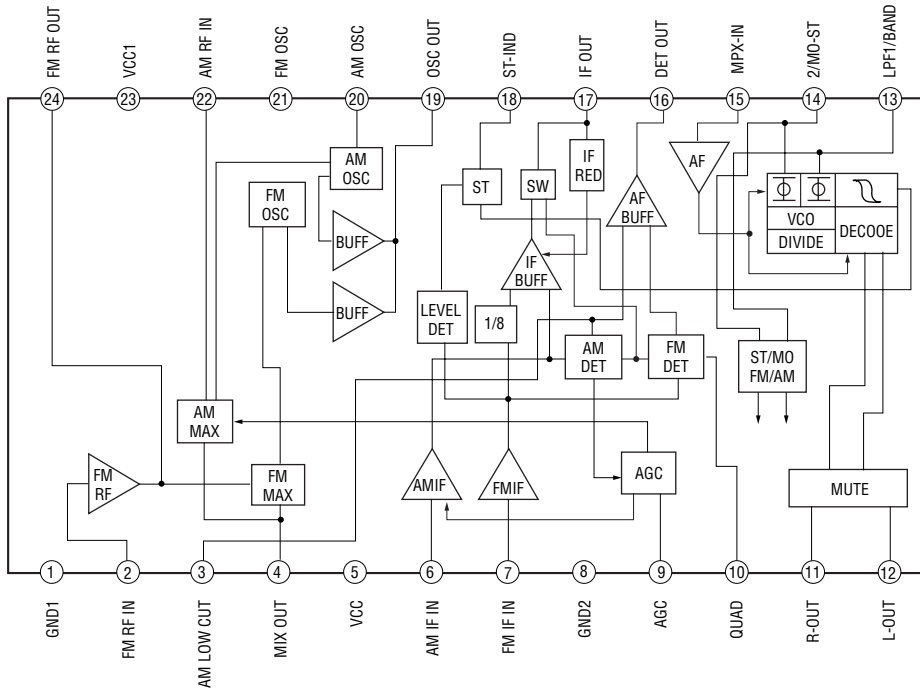 FM RF OUT
VCC1
AM RF IN
FM OSC
AM OSC
OSC OUT
ST-IND
IF OUT
DET OUT
MPX-IN
2/MO-ST
LPF1/BAND
24
23
22
21
20
19
18
17
16
15
14
13
AM
OSC
FM
OSC
BUFF
BUFF
ST
SW
IF
RED
AF
BUFF
AF
VCO
DIVIDE
DECOOE
IF
BUFF
LEVEL
DET
1/8
AM
DET
FM
DET
ST/MO
FM/AM
AM
MAX
FM
RF
FM
MAX
AMIF
FMIF
AGC
MUTE
1
2
3
4
5
6
7
8
9
10
11
12
GND1
FM RF IN
AM LOW CUT
MIX OUT
VCC
AM IF IN
FM IF IN
GND2
AGC
QUAD
R-OUT
L-OUT